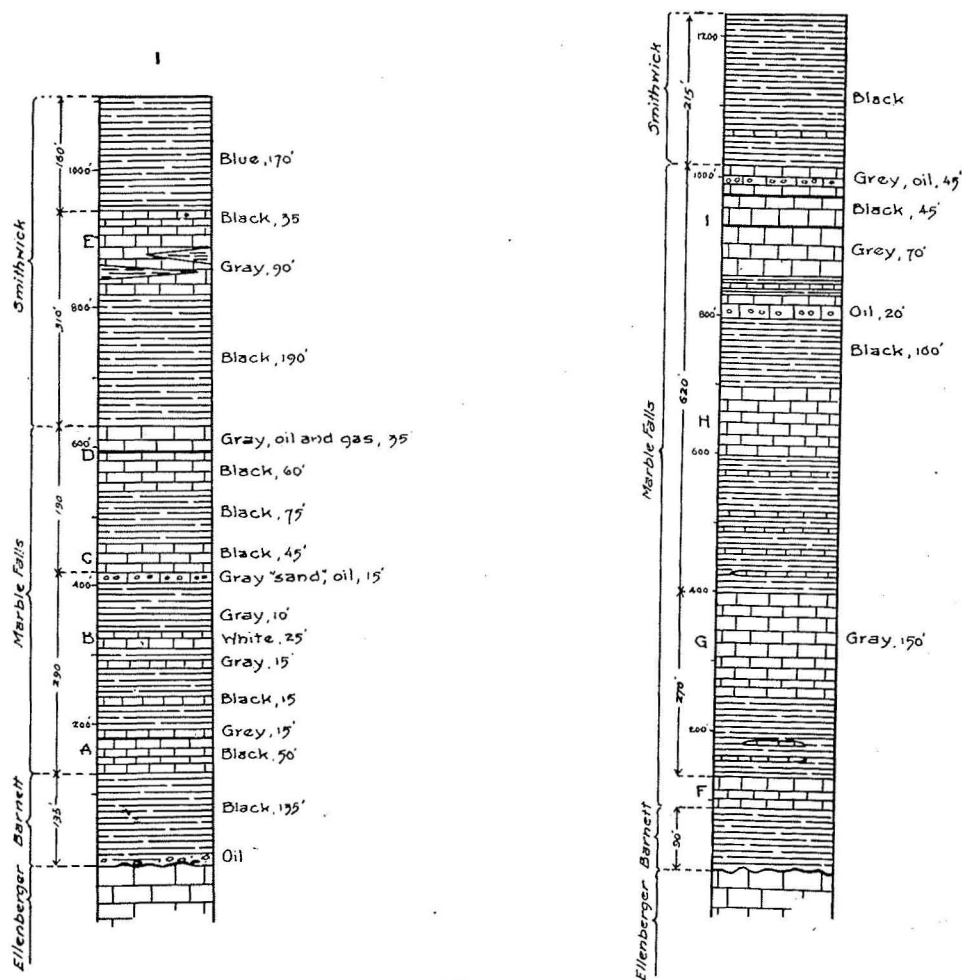 1
Smithwick
160'
310'
1000'
800'
E
Blue, 170'
Black, 35
Gray, 90'
Black, 190'
Marble Falls
190
290
600'
D
C
400'
B
200'
A
Gray, oil and gas, 35
Black, 60'
Black, 75'
Black, 45'
Gray "sand", oil, 15'
Gray, 10'
White, 25'
Gray, 15'
Black, 15
Grey, 15'
Black, 50'
Barnett
135'
Black, 135'
Oil
Ellenberger
Smithwick
215'
1200'
Black
Marble Falls
620'
270'
1000'
I
800'
H
600'
400'
G
200'
F
Grey, oil, 45'
Black, 45'
Grey, 70'
Oil, 20'
Black, 100'
Gray, 150'
Barnett
90'
Ellenberger